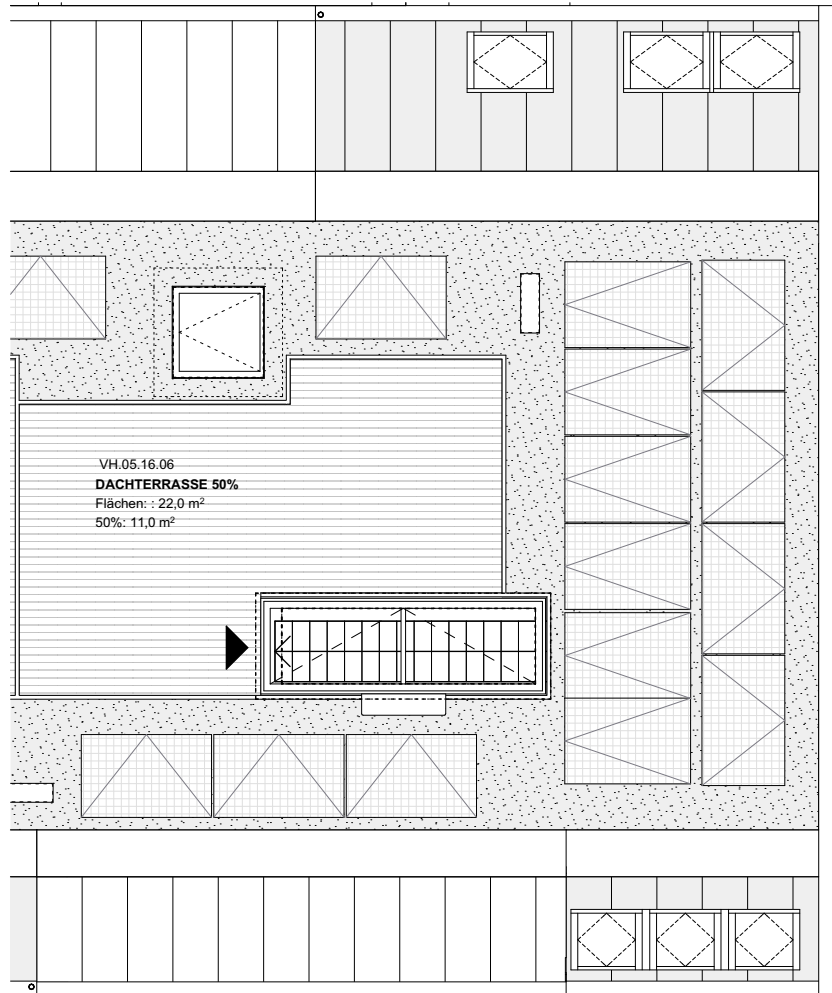 VH.05.16.06
DACHTERRASSE 50%
Flächen: : 22,0 m²
50%: 11,0 m²